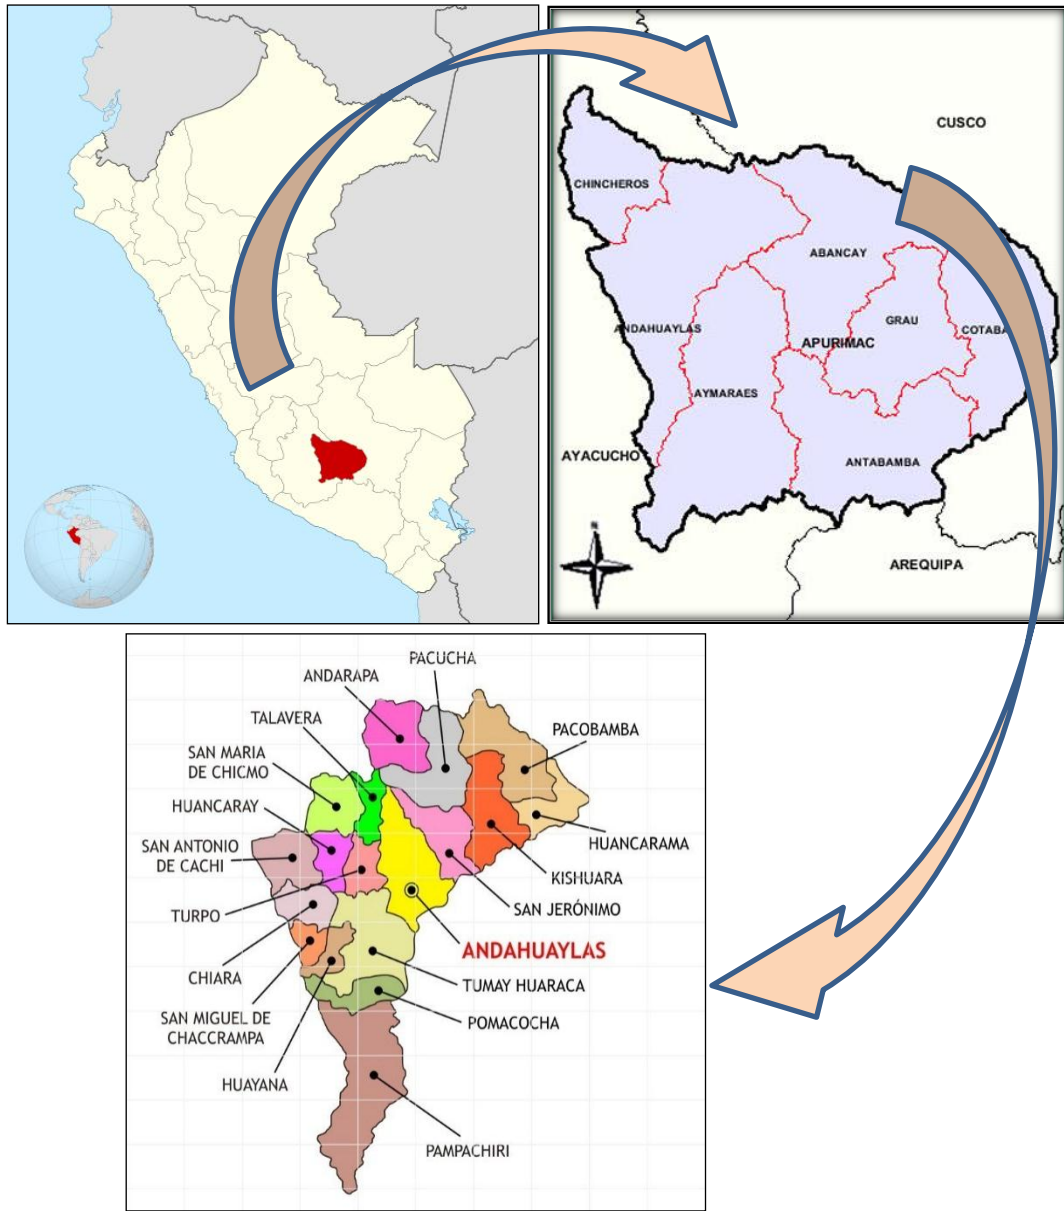 CUSCO
CHINCHEROS
ABANCAY
ANDAHUAYLAS
APURIMAC
GRAU
COTABA
AYMARAES
AYACUCHO
ANTABAMBA
AREQUIPA
N
PACUCHA
ANDARAPA
TALAVERA
PACOBAMBA
SAN MARIA
DE CHICMO
HUANCARAY
HUANCARAMA
SAN ANTONIO
DE CACHI
KISHUARA
TURPO
SAN JERÓNIMO
ANDAHUAYLAS
CHIARA
TUMAY HUARACA
SAN MIGUEL DE
CHACCRAMPA
POMACOCHA
HUAYANA
PAMPACHIRI